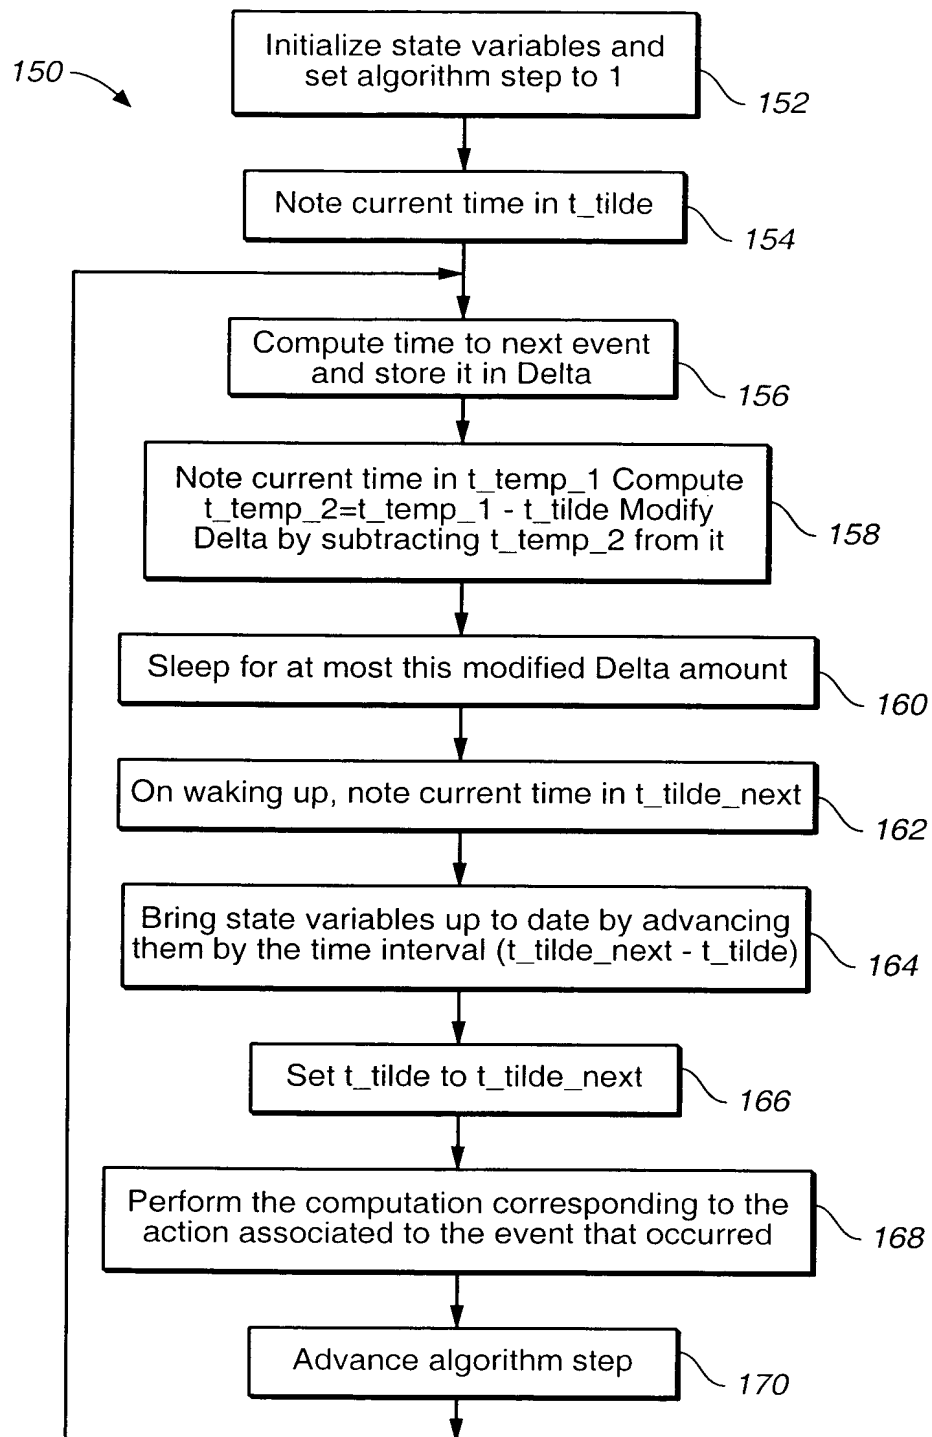 150
Initialize state variables and
set algorithm step to 1
152
Note current time in t_tilde
154
Compute time to next event
and store it in Delta
156
Note current time in t_temp_1 Compute
t_temp_2=t_temp_1 - t_tilde Modify
Delta by subtracting t_temp_2 from it
158
Sleep for at most this modified Delta amount
160
On waking up, note current time in t_tilde_next
162
Bring state variables up to date by advancing
them by the time interval (t_tilde_next - t_tilde)
164
Set t_tilde to t_tilde_next
166
Perform the computation corresponding to the
action associated to the event that occurred
168
Advance algorithm step
170